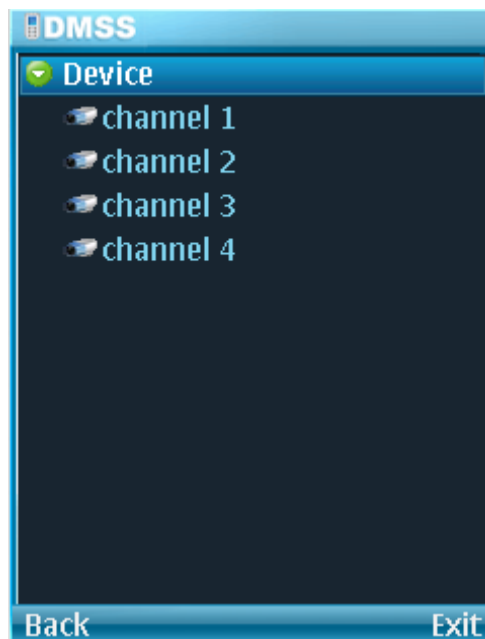 DMSS
Device
channel 1
channel 2
channel 3
channel 4
Back Exit